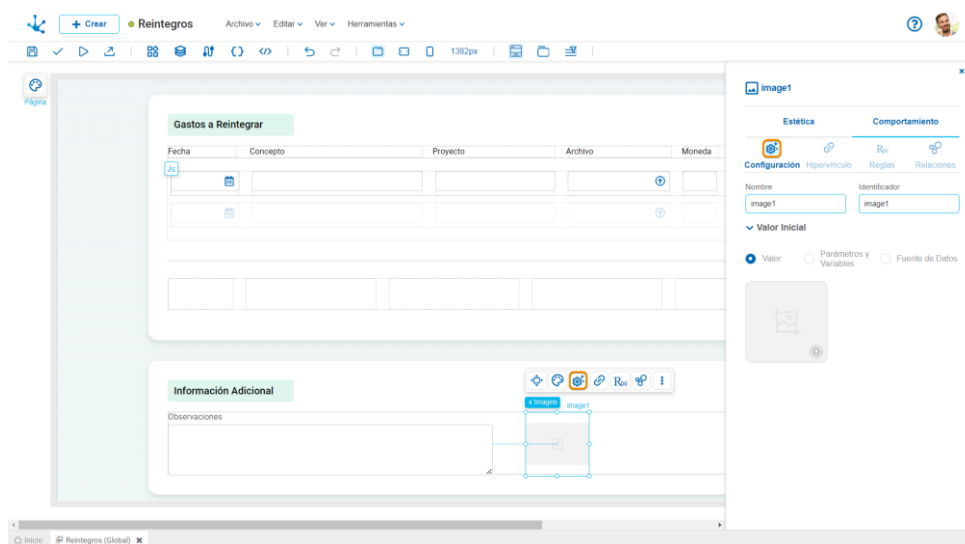 Crear
Reintegros
Archivo
Editar
Ver
Herramientas
1382px
Página
Gastos a Reintegrar
Fecha
Concepto
Proyecto
Archivo
Moneda
Js
Información Adicional
Observaciones
R(x)
Imagen
image1
image1
Estética
Comportamiento
R(x)
Configuración
Hipervínculo
Reglas
Relaciones
Nombre
Identificador
image1
image1
Valor Inicial
Valor
Parámetros y
Variables
Fuente de Datos
Inicio
Reintegros (Global)